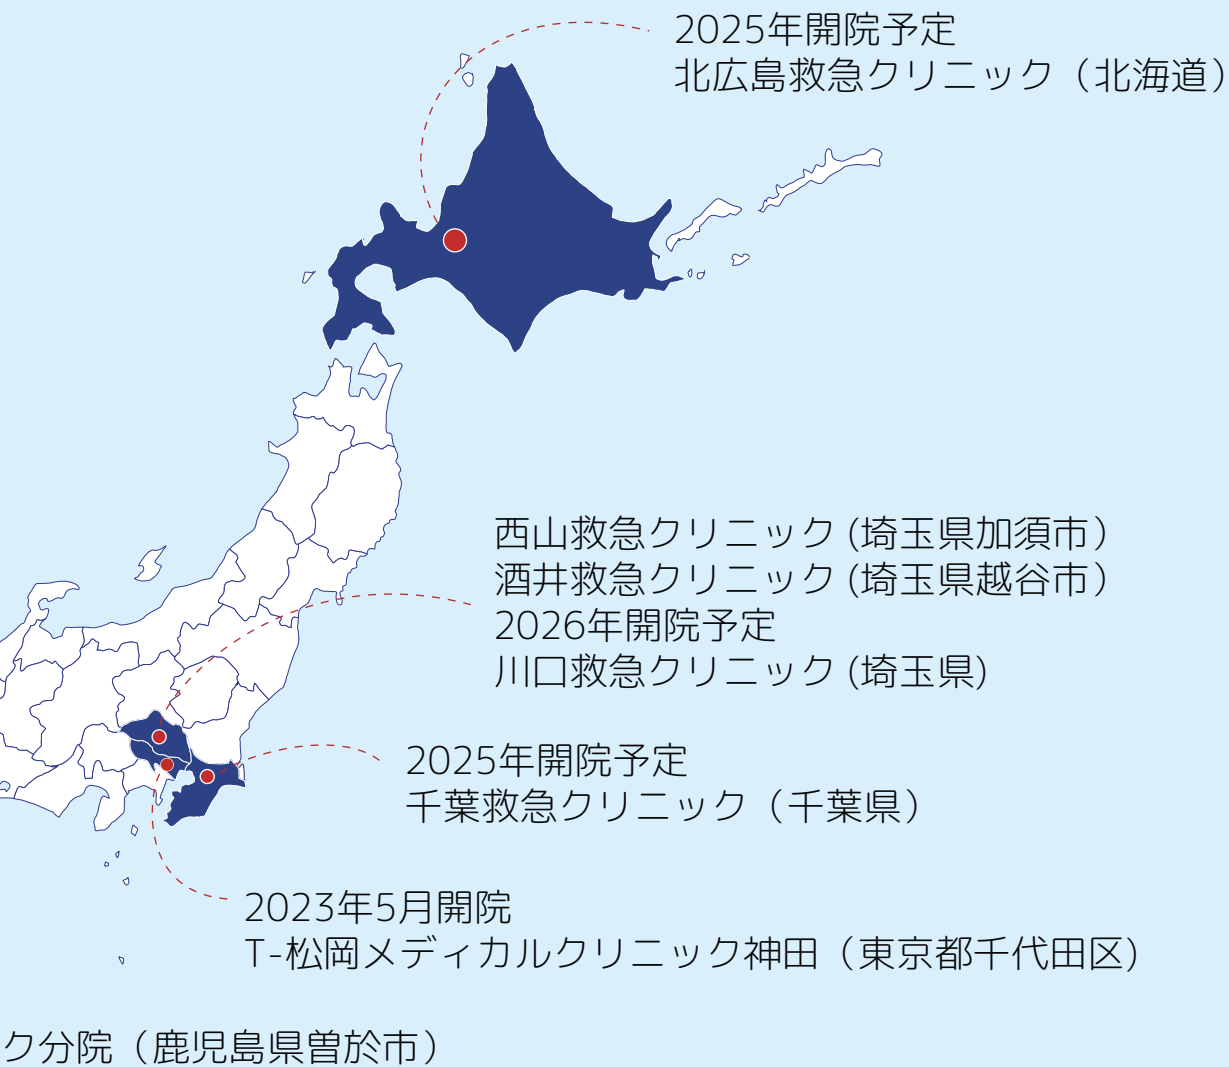 2025年開院予定
北広島救急クリニック（北海道）
西山救急クリニック (埼玉県加須市）
酒井救急クリニック (埼玉県越谷市）
2026年開院予定
川口救急クリニック (埼玉県)
2025年開院予定
千葉救急クリニック（千葉県）
2023年5月開院
T-松岡メディカルクリニック神田（東京都千代田区)
ク分院（鹿児島県曽於市）